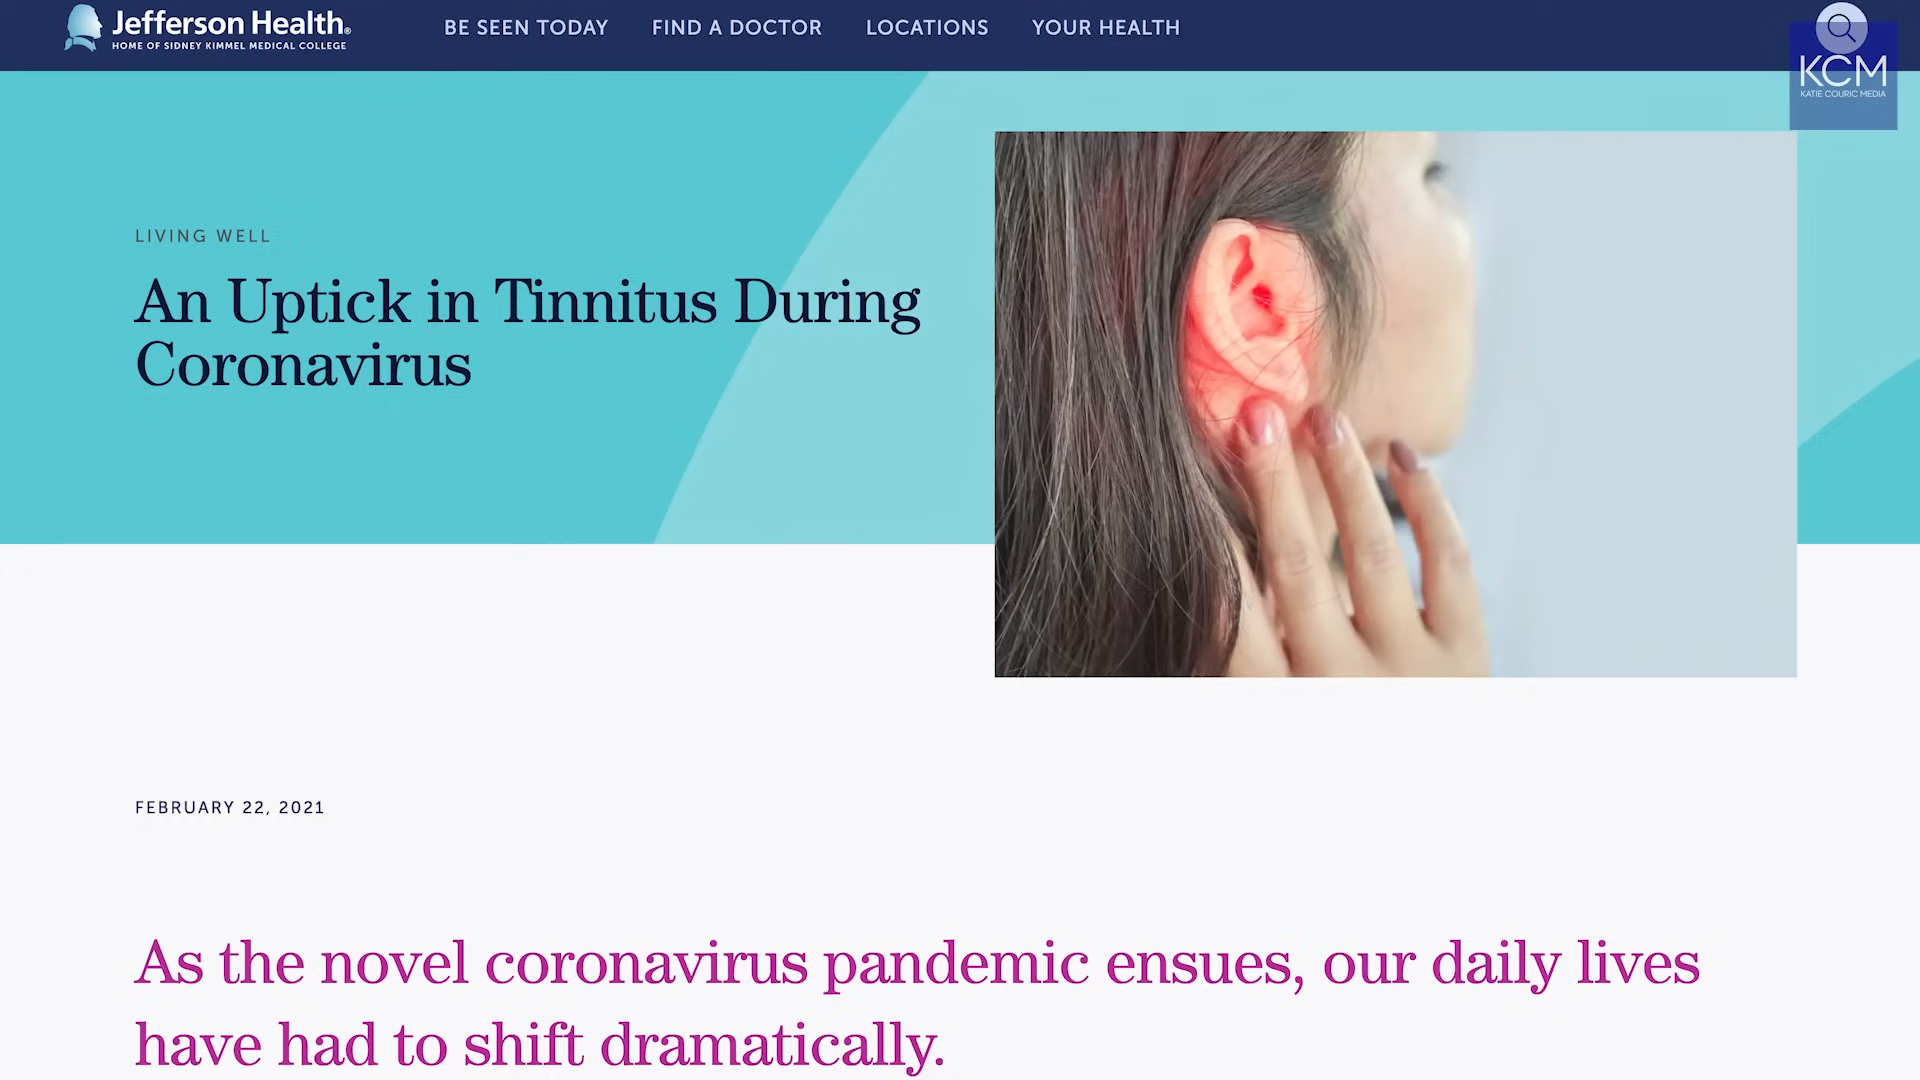 Jefferson Health®
HOME OF SIDNEY KIMMEL MEDICAL COLLEGE
BE SEEN TODAY
FIND A DOCTOR
LOCATIONS
YOUR HEALTH
KCM
KATIE COURIC MEDIA
LIVING WELL
An Uptick in Tinnitus During
Coronavirus
FEBRUARY 22, 2021
As the novel coronavirus pandemic ensues, our daily lives
have had to shift dramatically.